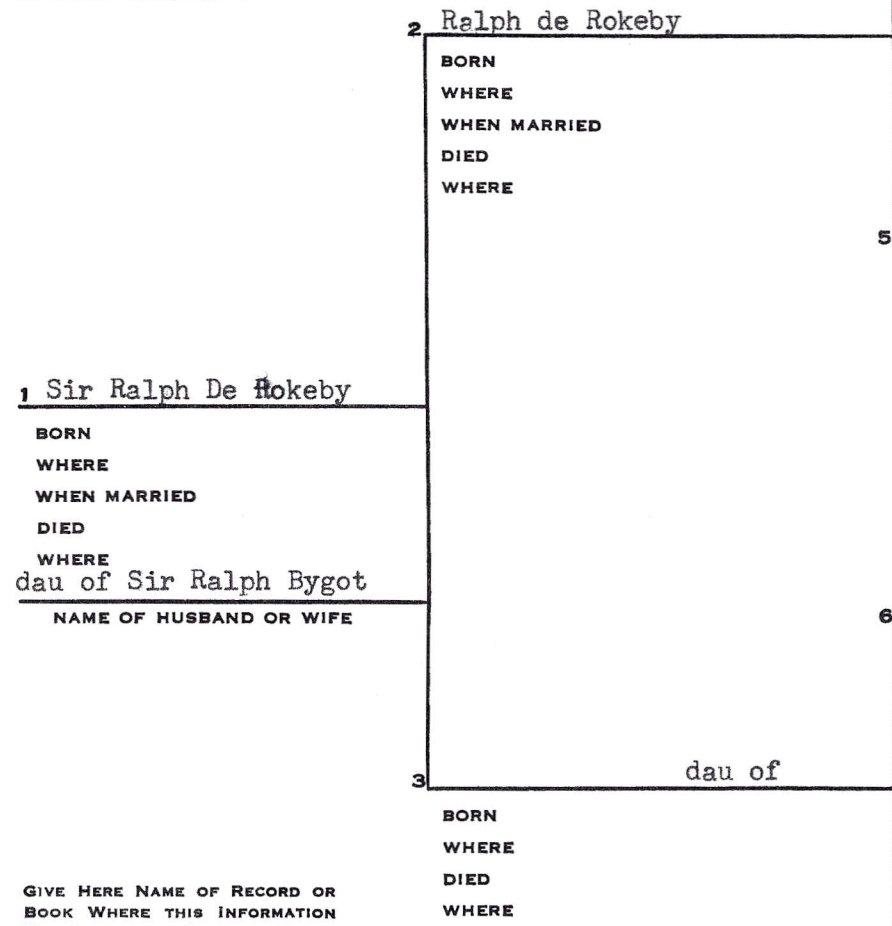 2 Ralph de Rokeby
BORN
WHERE
WHEN MARRIED
DIED
WHERE
5
1 Sir Ralph De Rokeby
BORN
WHERE
WHEN MARRIED
DIED
WHERE
dau of Sir Ralph Bygot
NAME OF HUSBAND OR WIFE
6
3 dau of
BORN
WHERE
DIED
WHERE
GIVE HERE NAME OF RECORD OR
BOOK WHERE THIS INFORMATION